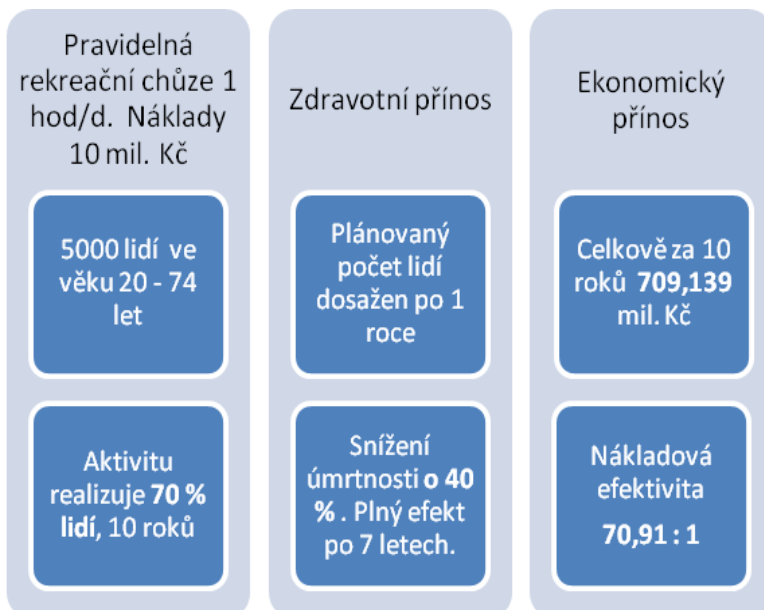 Pravidelná
rekreační chůze 1
hod/d. Náklady
10 mil. Kč
5000 lidí ve
věku 20 - 74
let
Aktivitu
realizuje 70 %
lidí, 10 roků
Zdravotní přínos
Plánovaný
počet lidí
dosažen po 1
roce
Snížení
úmrtnosti o 40
% . Plný efekt
po 7 letech.
Ekonomický
přínos
Celkově za 10
roků 709,139
mil. Kč
Nákladová
efektivita
70,91 : 1